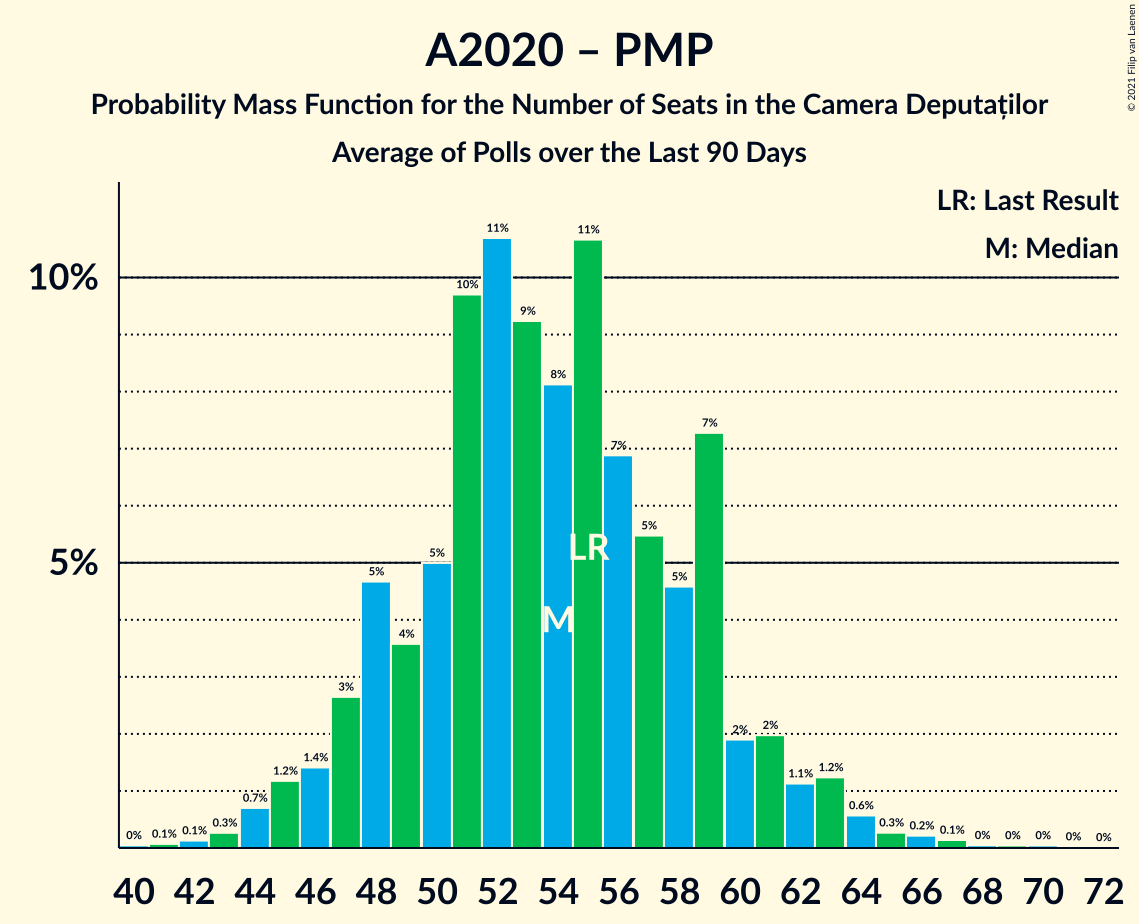 A2020 – PMP
Probability Mass Function for the Number of Seats in the Camera Deputaților
Average of Polls over the Last 90 Days
© 2021 Filip van Laenen
LR: Last Result
M: Median
10%
5%
0% 0.1% 0.1% 0.3% 0.7% 1.2% 1.4% 3% 5% 4% 5% 10% 11% 9% 8% 11% 7% 5% 5% 7% 2% 2% 1.1% 1.2% 0.6% 0.3% 0.2% 0.1% 0% 0% 0% 0% 0%
LR
M
40 42 44 46 48 50 52 54 56 58 60 62 64 66 68 70 72